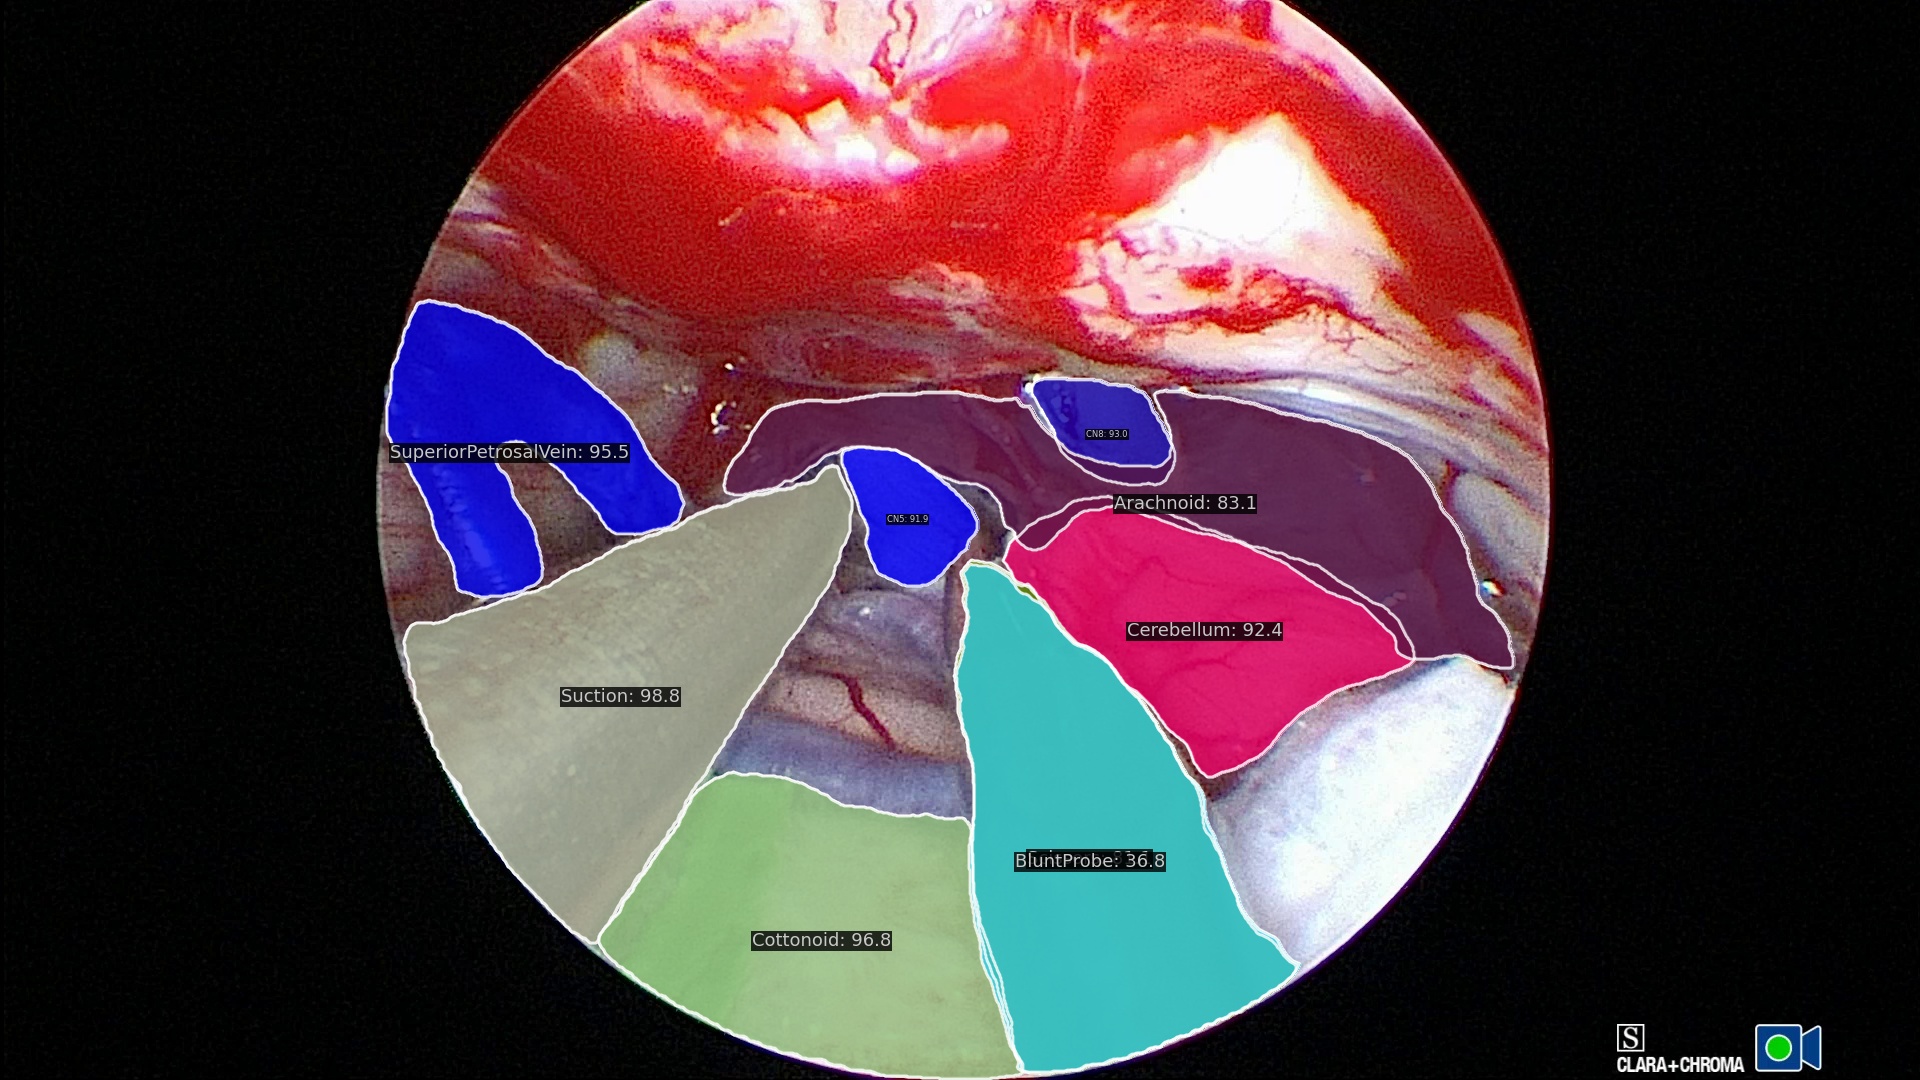 CN8: 93.0
SuperiorPetrosalVein: 95.5
Arachnoid: 83.1
CN5: 91.9
Cerebellum: 92.4
Suction: 98.8
BluntProbe: 36.8
Cottonoid: 96.8
S
CLARA+CHROMA